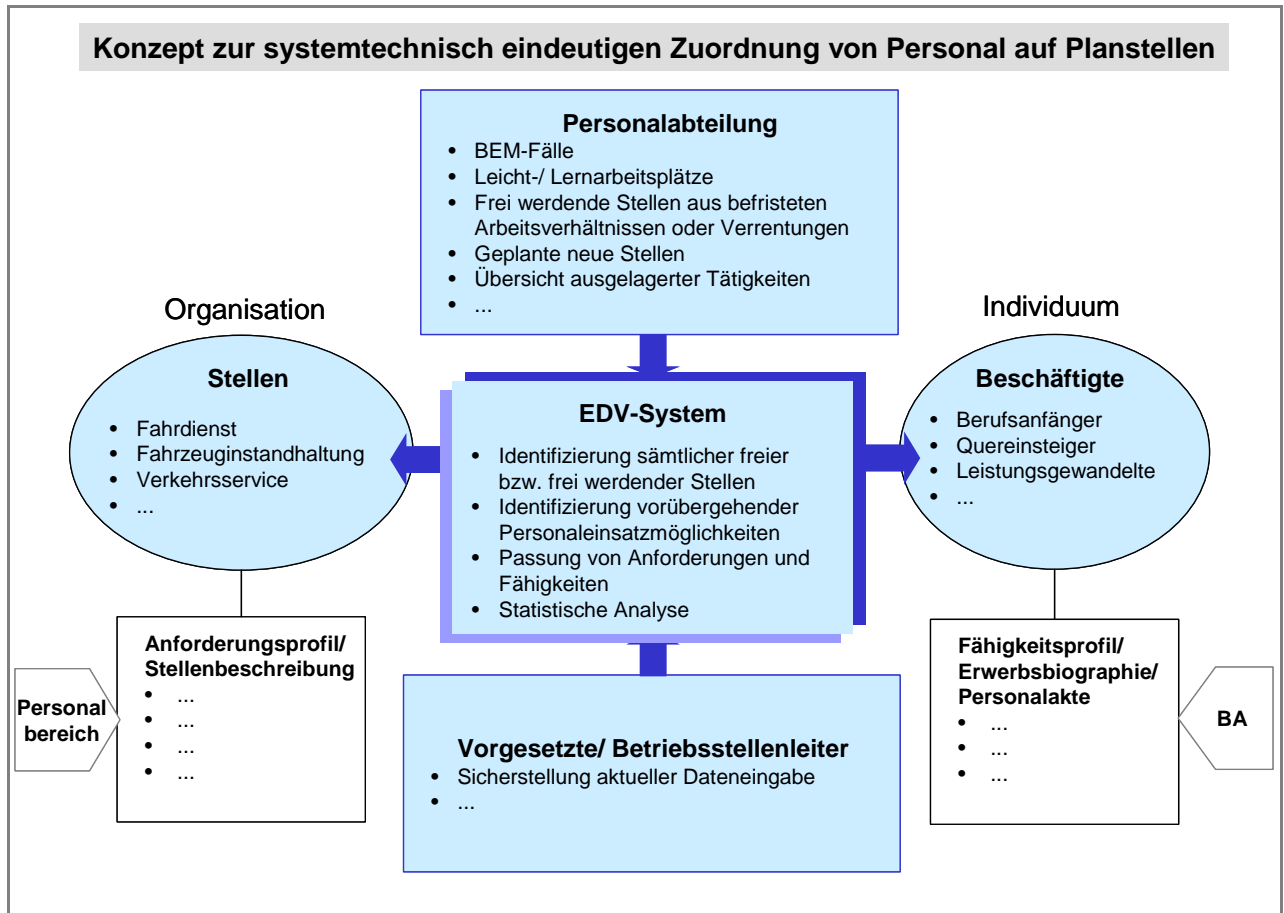 Konzept zur systemtechnisch eindeutigen Zuordnung von Personal auf Planstellen
Personalabteilung
• BEM-Fälle
• Leicht-/ Lernarbeitsplätze
• Frei werdende Stellen aus befristeten
Arbeitsverhältnissen oder Verrentungen
• Geplante neue Stellen
• Übersicht ausgelagerter Tätigkeiten
• ...
Organisation
Stellen
• Fahrdienst
• Fahrzeuginstandhaltung
• Verkehrsservice
• ...
EDV-System
• Identifizierung sämtlicher freier
bzw. frei werdender Stellen
• Identifizierung vorübergehender
Personaleinsatzmöglichkeiten
• Passung von Anforderungen und
Fähigkeiten
• Statistische Analyse
Individuum
Beschäftigte
• Berufsanfänger
• Quereinsteiger
• Leistungsgewandelte
• ...
Anforderungsprofil/
Stellenbeschreibung
• ...
• ...
• ...
• ...
Personal
bereich
Vorgesetzte/ Betriebsstellenleiter
• Sicherstellung aktueller Dateneingabe
• ...
Fähigkeitsprofil/
Erwerbsbiographie/
Personalakte
• ...
• ...
• ...
BA